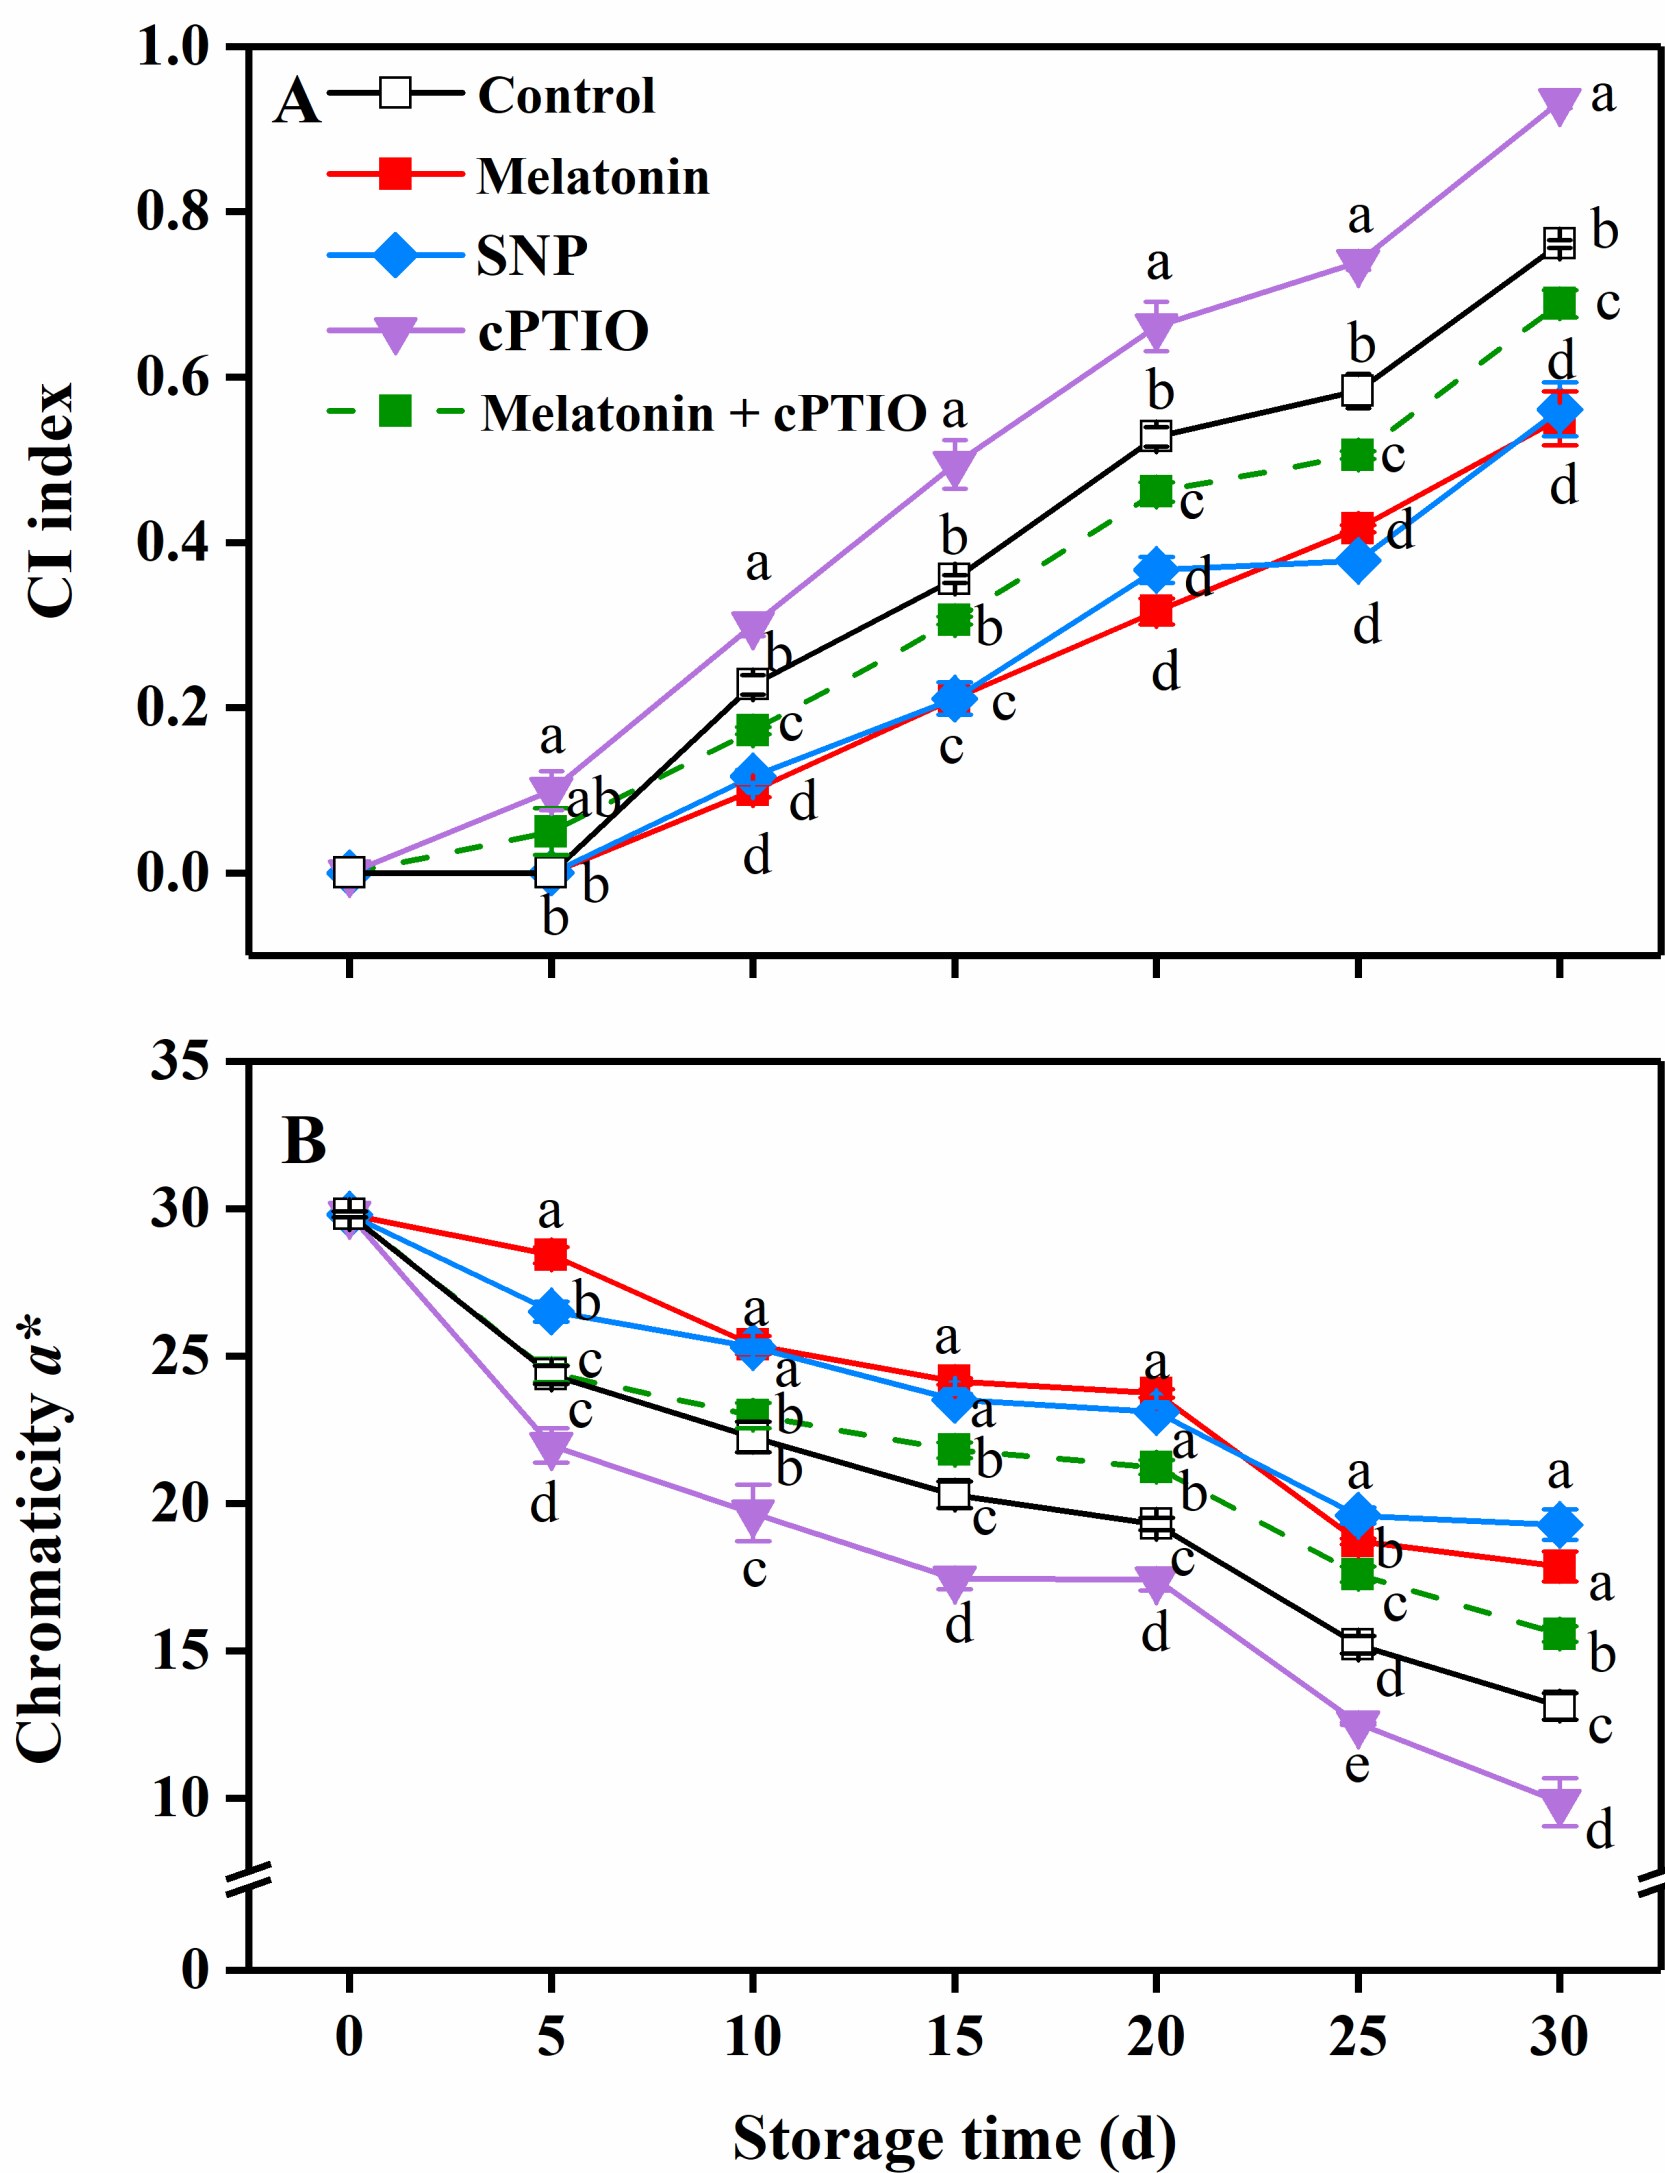 A
Control
Melatonin
SNP
cPTIO
Melatonin + cPTIO
CI index
1.0
0.8
0.6
0.4
0.2
0.0
a
ab
b
b
a
b
c
d
d
a
b
b
c
c
a
b
c
d
d
a
b
c
d
d
a
b
c
d
d
B
Chromaticity a*
35
30
25
20
15
10
0
a
b
c
c
d
a
a
b
b
c
a
a
b
c
d
a
a
b
c
d
a
b
c
d
e
a
a
b
c
d
0 5 10 15 20 25 30
Storage time (d)